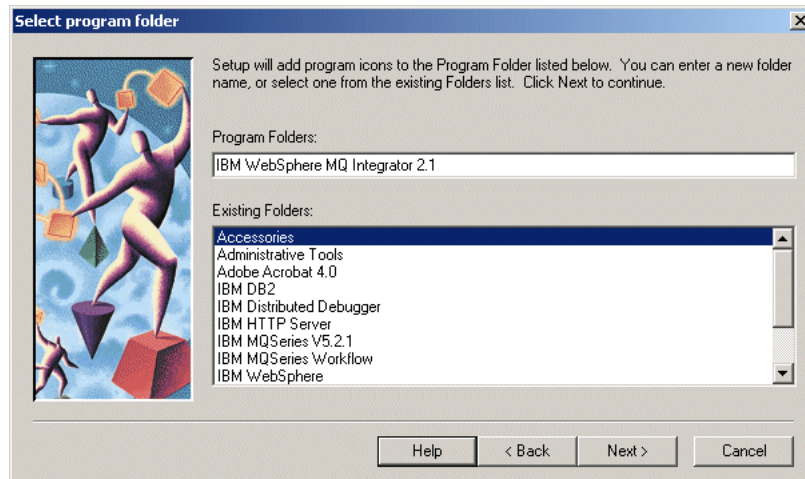 Select program folder
Setup will add program icons to the Program Folder listed below. You can enter a new folder
name, or select one from the existing Folders list. Click Next to continue.
Program Folders:
IBM WebSphere MQ Integrator 2.1
Existing Folders:
Accessories
Administrative Tools
Adobe Acrobat 4.0
IBM DB2
IBM Distributed Debugger
IBM HTTP Server
IBM MQSeries V5.2.1
IBM MQSeries Workflow
IBM WebSphere
Help < Back Next > Cancel